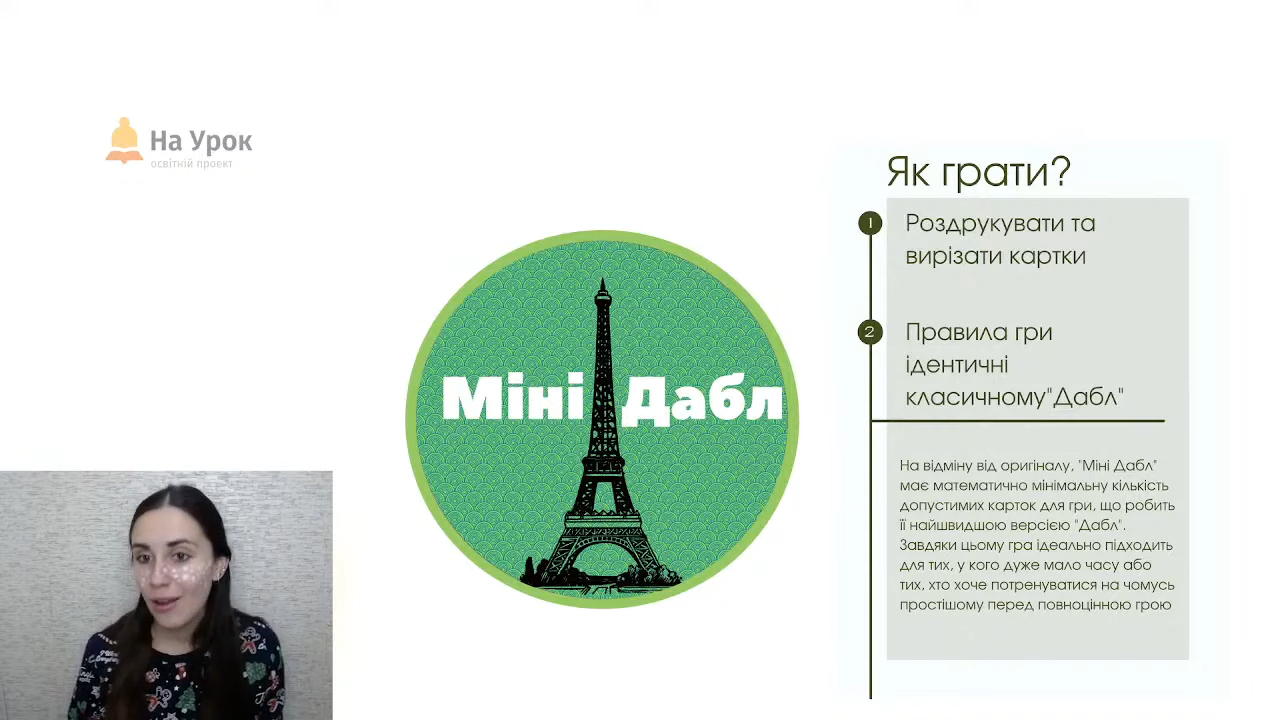 На Урок
освітній проект
Міні Дабл
Як грати?
1
Роздрукувати та
вирізати картки
2
Правила гри
ідентичні
класичному"Дабл"
На відміну від оригіналу, "Міні Дабл"
має математично мінімальну кількість
допустимих карток для гри, що робить
її найшвидшою версією "Дабл".
Завдяки цьому гра ідеально підходить
для тих, у кого дуже мало часу або
тих, хто хоче потренуватися на чомусь
простішому перед повноцінною грою